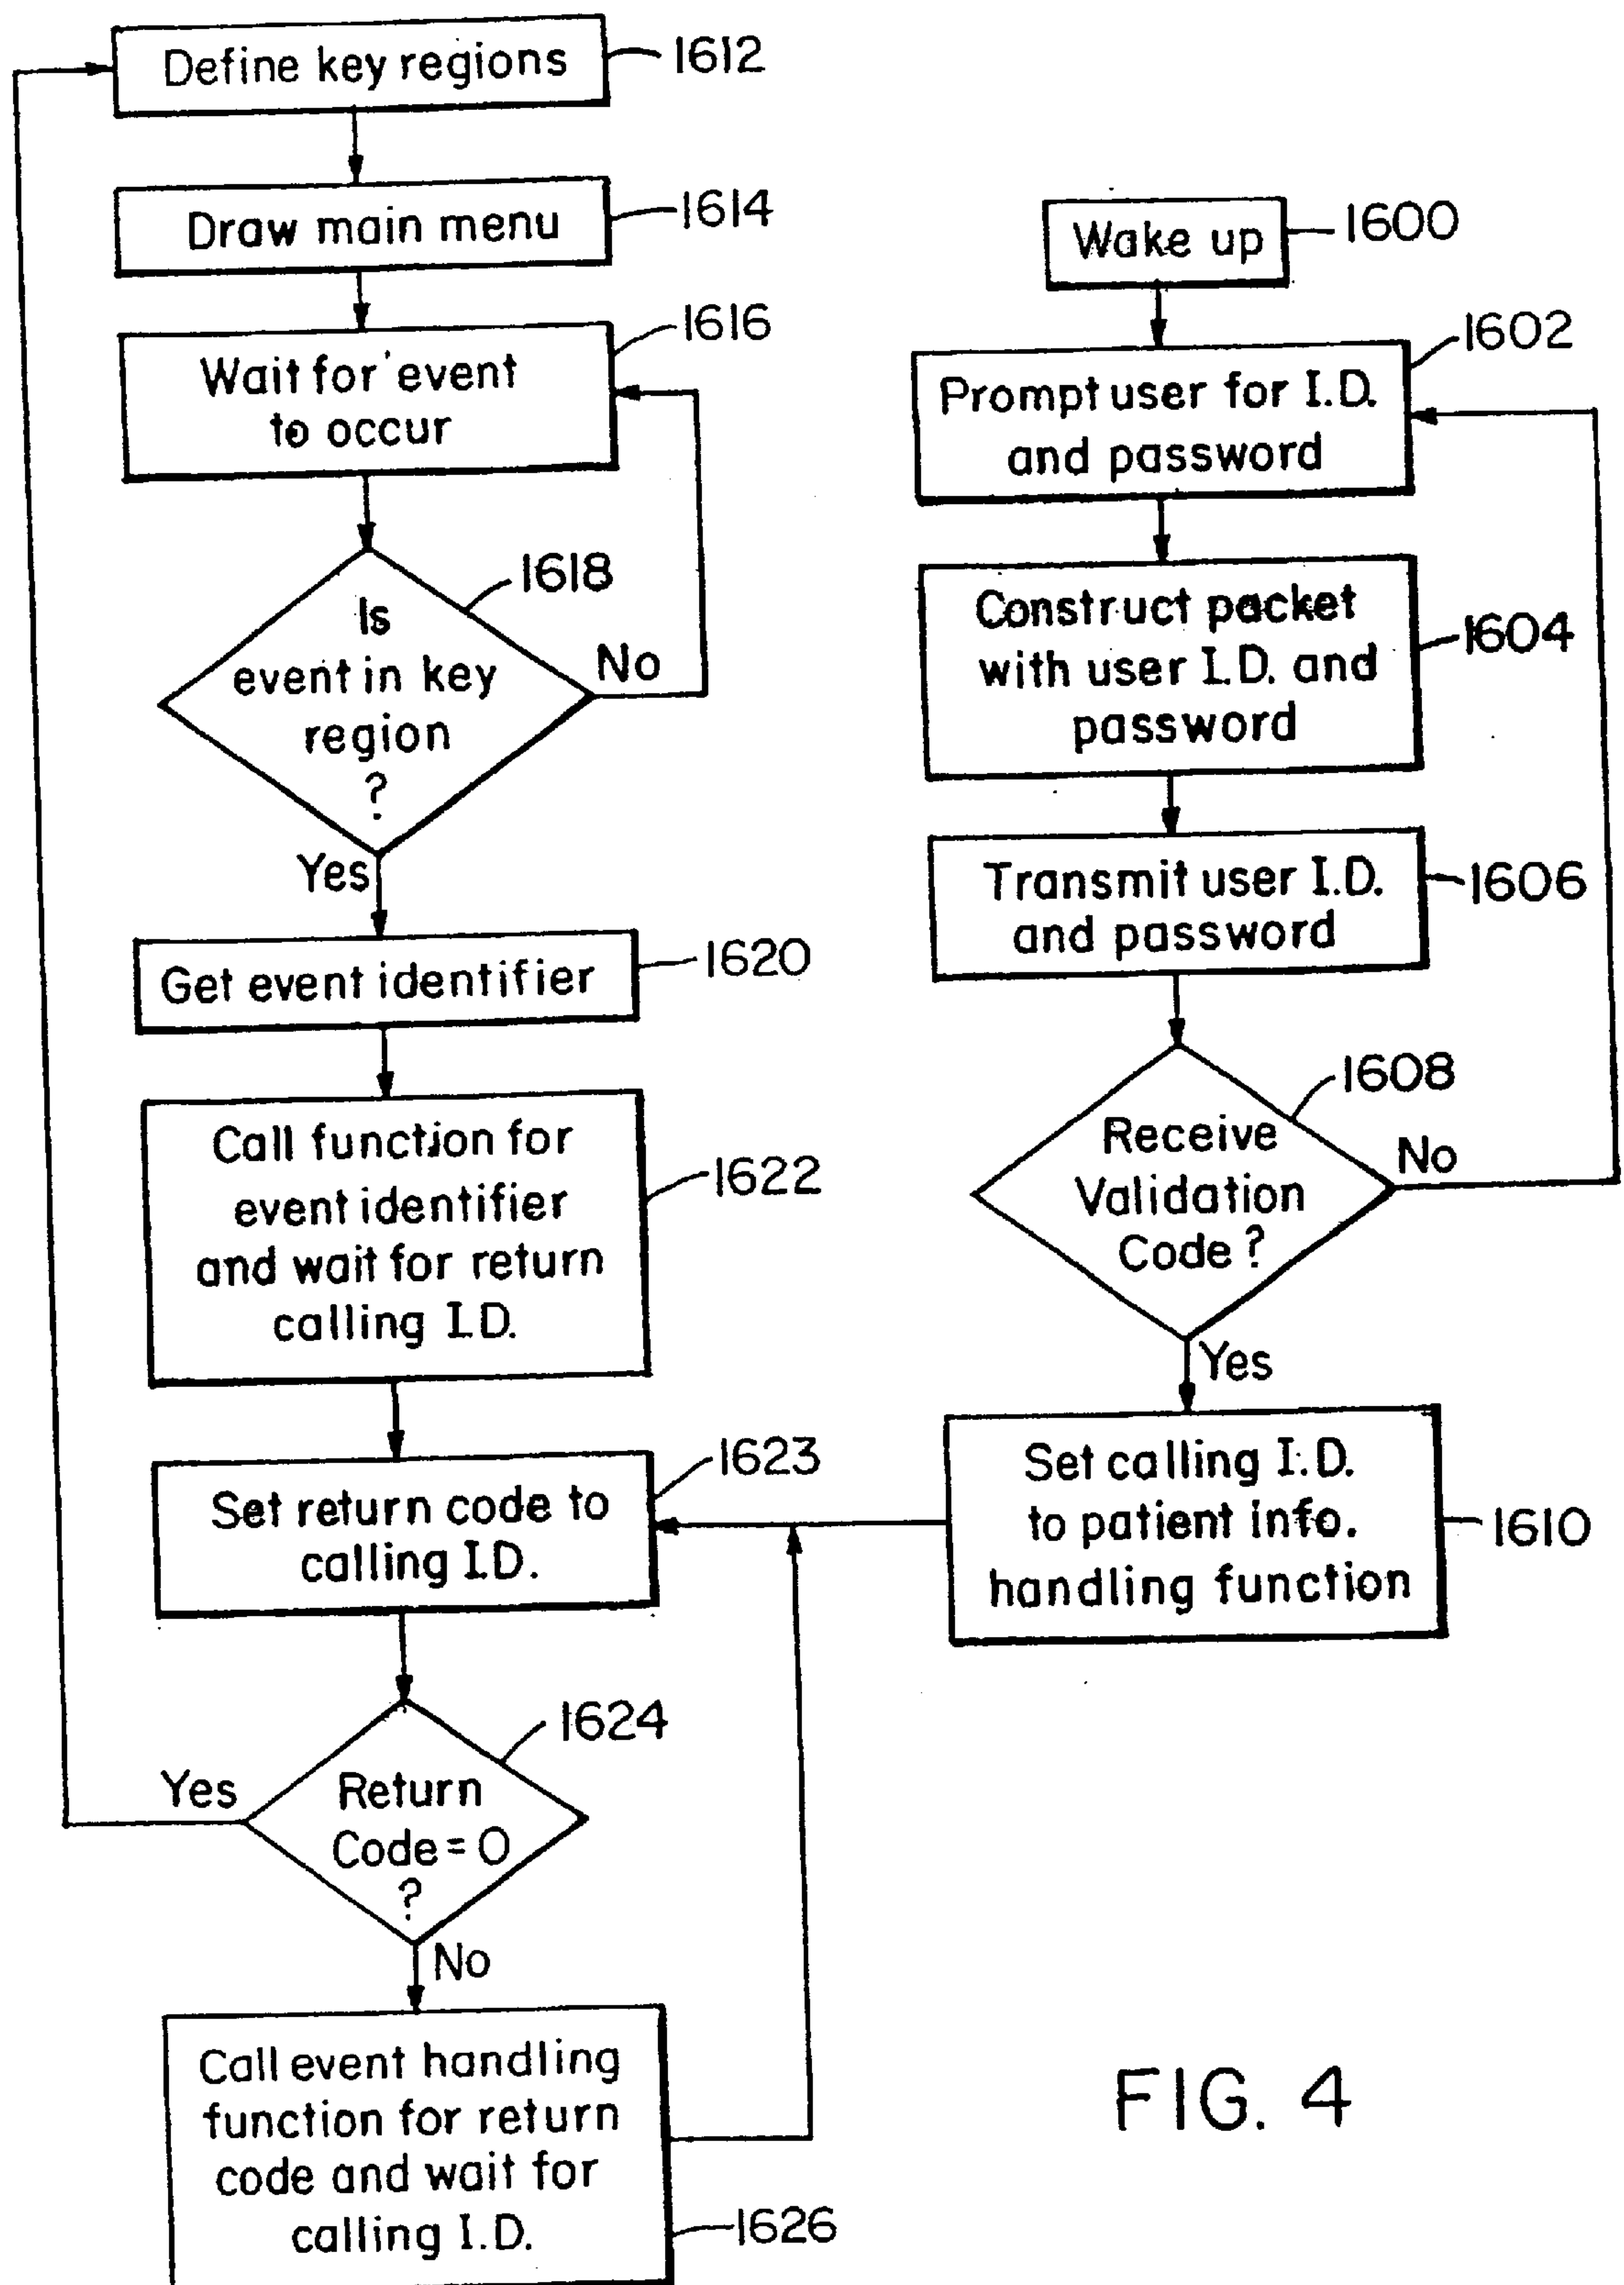 Define key regions
1612
Draw main menu
1614
Wait for event
to occur
1616
Is
event in key
region
?
1618
No
Yes
Get event identifier
1620
Call function for
event identifier
and wait for return
calling I.D.
1622
Set return code to
calling I.D.
1623
Return
Code = 0
?
1624
Yes
No
Call event handling
function for return
code and wait for
calling I.D.
1626
Wake up
1600
Prompt user for I.D.
and password
1602
Construct packet
with user I.D. and
password
1604
Transmit user I.D.
and password
1606
Receive
Validation
Code ?
1608
No
Yes
Set calling I.D.
to patient info.
handling function
1610
FIG. 4